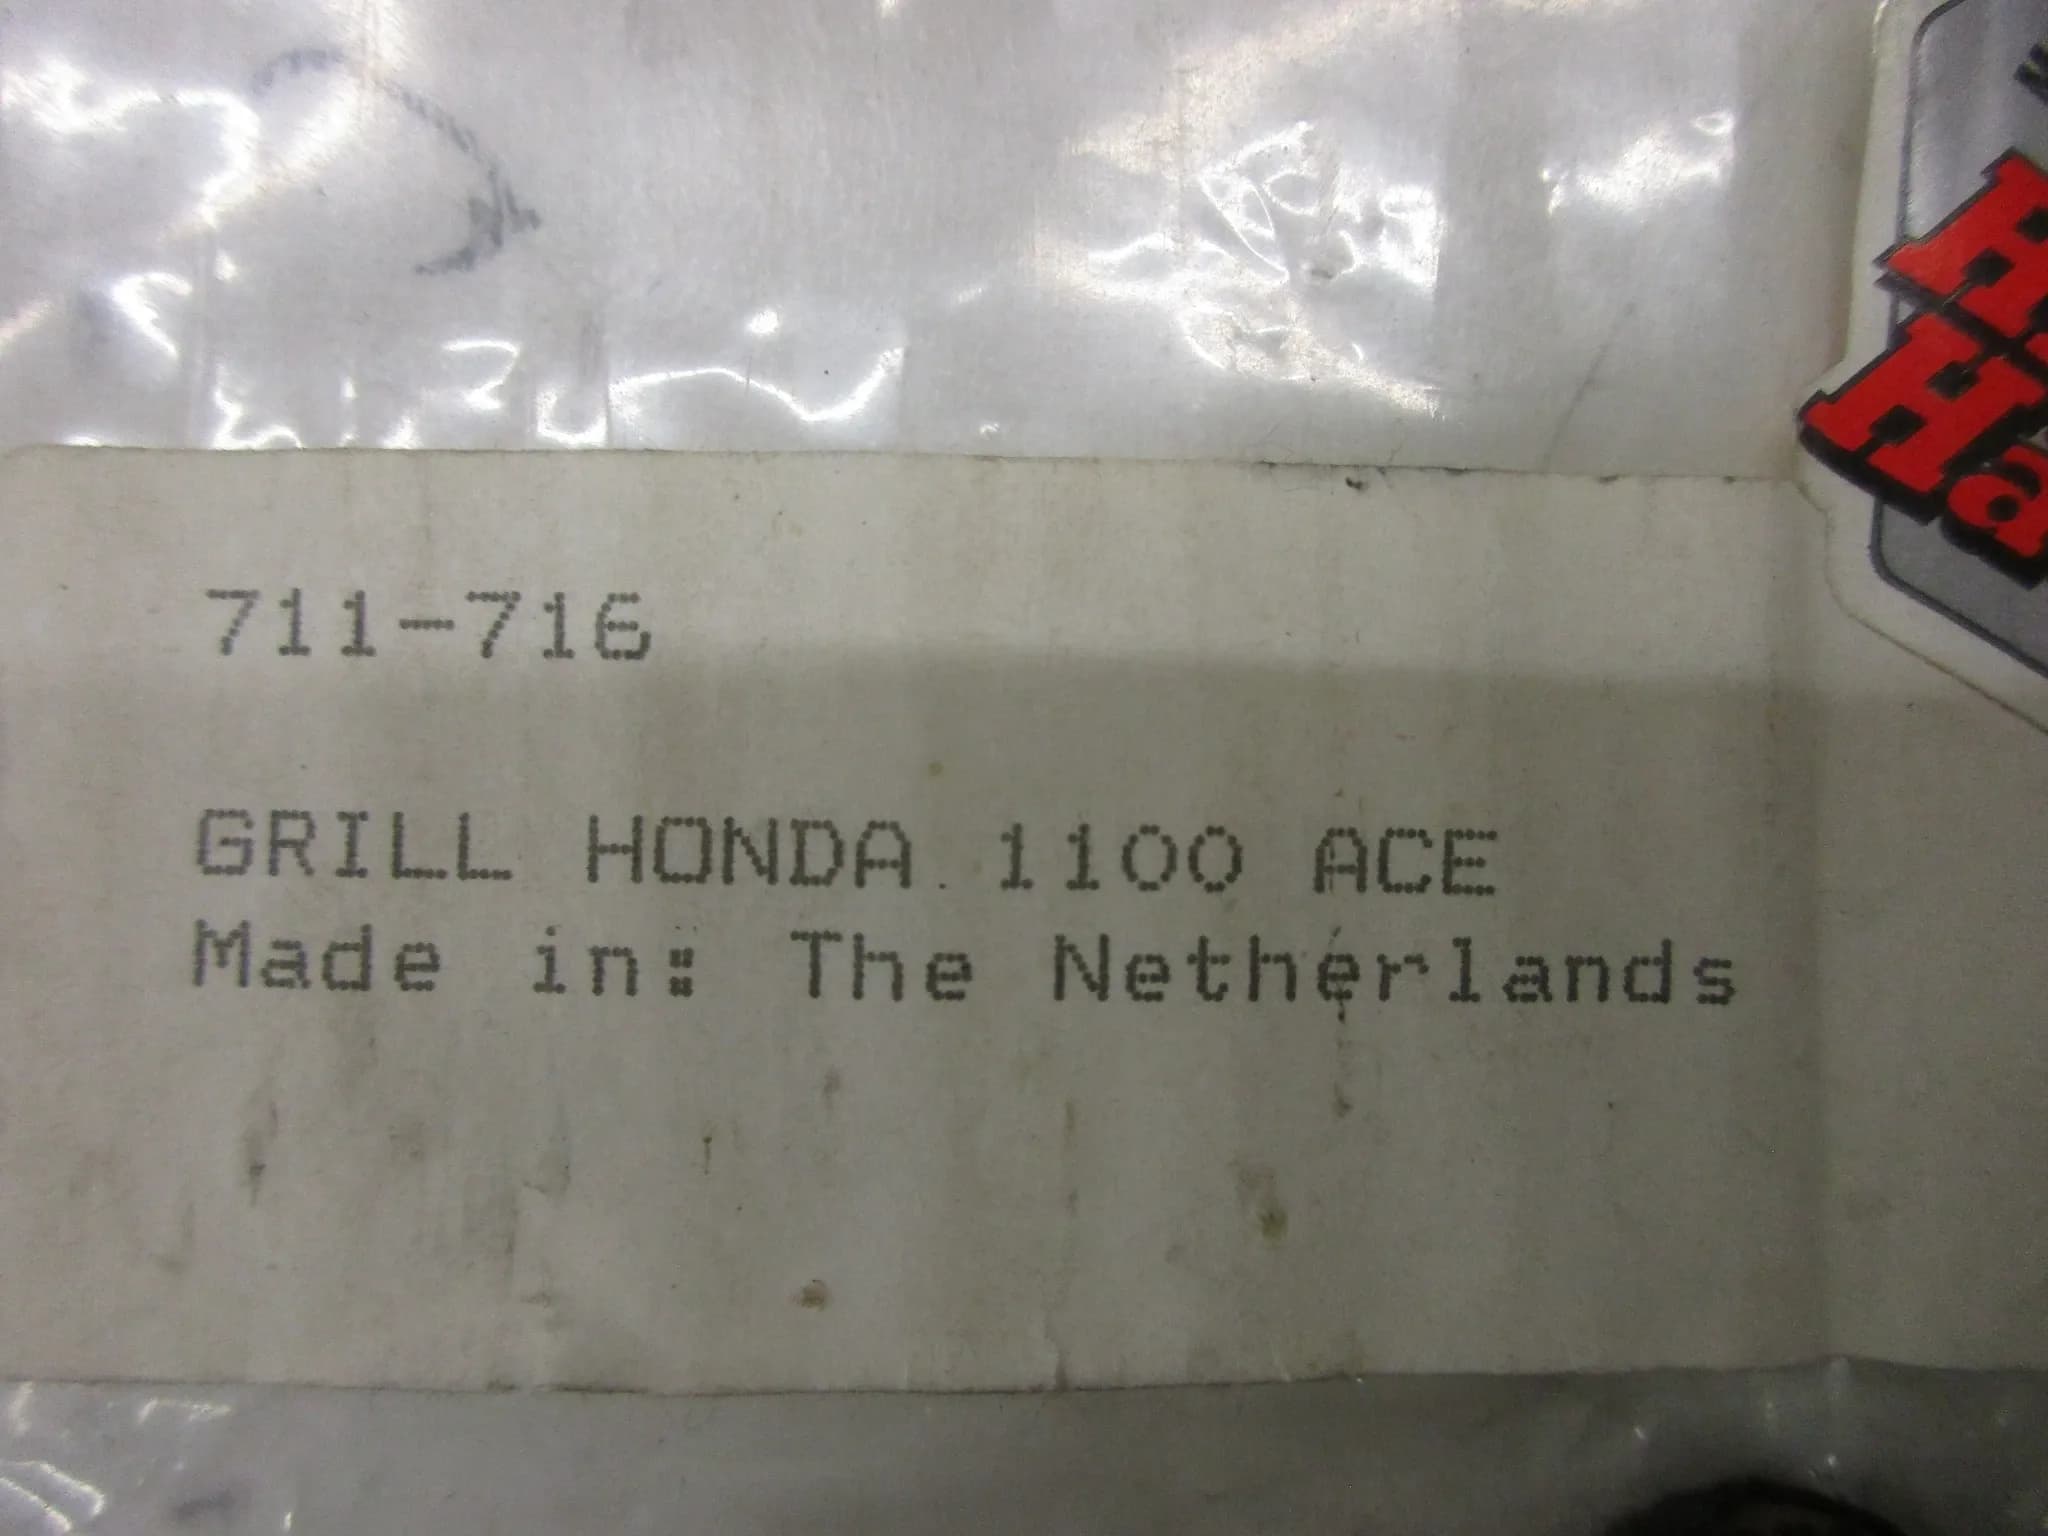 711-716
GRILL HONDA 1100 ACE
Made in: The Netherlands